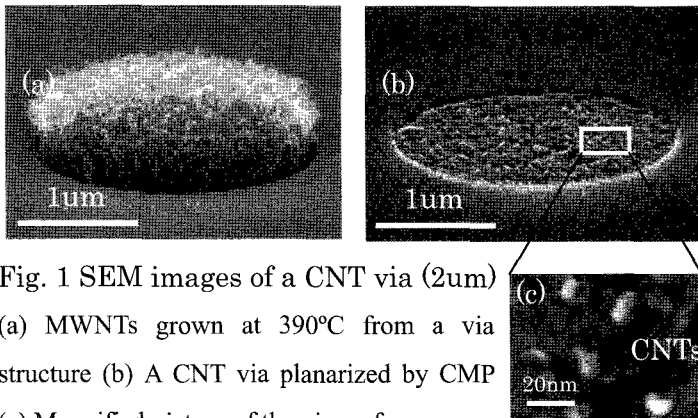 (a)
1um
(b)
1um
Fig. 1 SEM images of a CNT via (2um)
(a) MWNTs grown at 390ºC from a via
structure (b) A CNT via planarized by CMP
(c)
CNTs
20nm